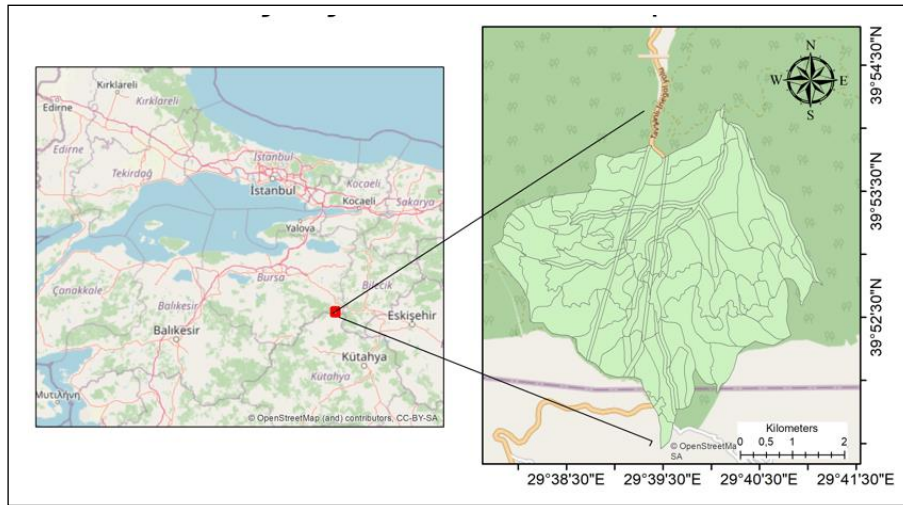 Kırklareli
Edirne
Kırklareli
Edirne
Tekirdağ
İstanbul
İstanbul
Kocaeli
Kocaeli
Sakarya
Yalova
Bursa
Bilecik
Çanakkale
Balıkesir
Balıkesir
Eskişehir
Kütahya
Kütahya
Μυτιλήνη
© OpenStreetMap (and) contributors, CC-BY-SA
N
W
E
S
39°54'30"N
39°53'30"N
39°52'30"N
© OpenStreetMa
SA
Kilometers
0 0,5 1 2
29°38'30"E 29°39'30"E 29°40'30"E 29°41'30"E